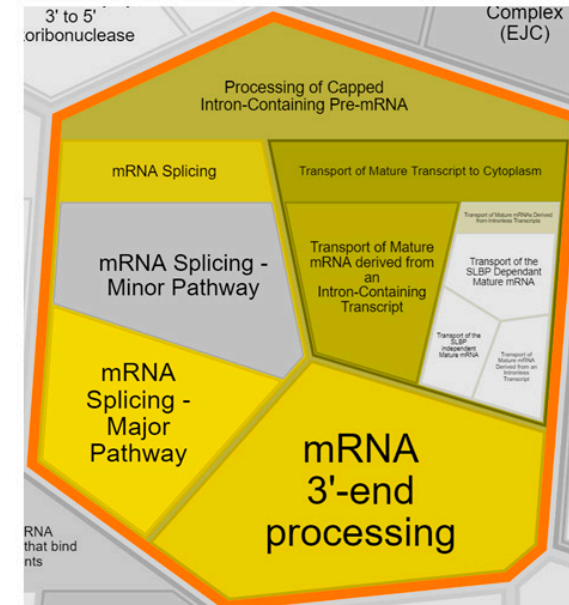 3' to 5'
oribonuclease
Complex
(EJC)
Processing of Capped
Intron-Containing Pre-mRNA
mRNA Splicing
Transport of Mature Transcript to Cytoplasm
mRNA Splicing -
Minor Pathway
Transport of Mature
mRNA derived from
an
Intron-Containing
Transcript
Transport of Mature mRNAs Derived
from Intronless Transcripts
Transport of the
SLBP Dependant
Mature mRNA
Transport of the
SLBP
independent
Mature mRNA
Transport of
Mature mRNA
Derived from an
Intronless
Transcript
mRNA
Splicing -
Major
Pathway
mRNA
3'-end
processing
RNA
that bind
nts